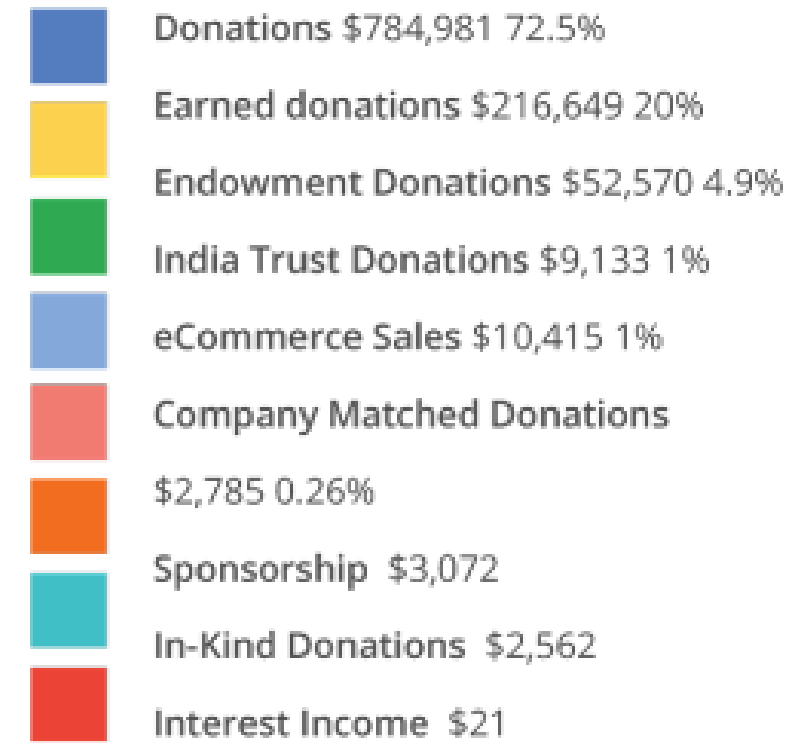 Donations $784,981 72.5%
Earned donations $216,649 20%
Endowment Donations $52,570 4.9%
India Trust Donations $9,133 1%
eCommerce Sales $10,415 1%
Company Matched Donations
$2,785 0.26%
Sponsorship $3,072
In-Kind Donations $2,562
Interest Income $21